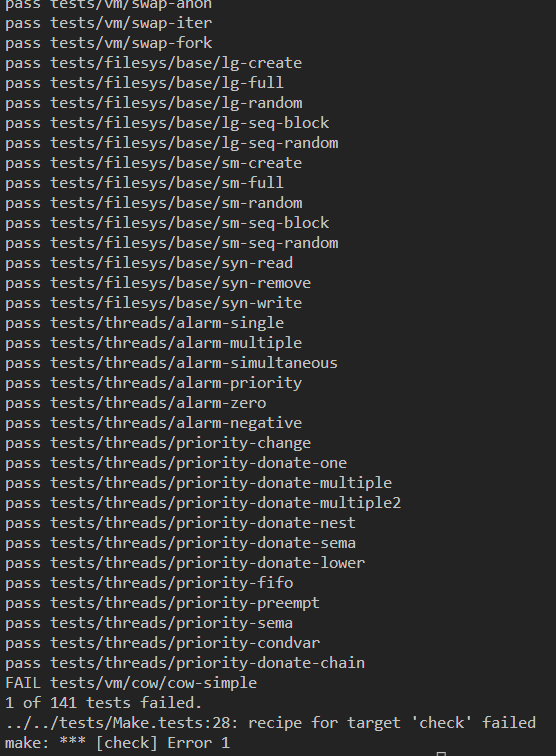 pass tests/vm/swap-anon
pass tests/vm/swap-iter
pass tests/vm/swap-fork
pass tests/filesys/base/lg-create
pass tests/filesys/base/lg-full
pass tests/filesys/base/lg-random
pass tests/filesys/base/lg-seq-block
pass tests/filesys/base/lg-seq-random
pass tests/filesys/base/sm-create
pass tests/filesys/base/sm-full
pass tests/filesys/base/sm-random
pass tests/filesys/base/sm-seq-block
pass tests/filesys/base/sm-seq-random
pass tests/filesys/base/syn-read
pass tests/filesys/base/syn-remove
pass tests/filesys/base/syn-write
pass tests/threads/alarm-single
pass tests/threads/alarm-multiple
pass tests/threads/alarm-simultaneous
pass tests/threads/alarm-priority
pass tests/threads/alarm-zero
pass tests/threads/alarm-negative
pass tests/threads/priority-change
pass tests/threads/priority-donate-one
pass tests/threads/priority-donate-multiple
pass tests/threads/priority-donate-multiple2
pass tests/threads/priority-donate-nest
pass tests/threads/priority-donate-sema
pass tests/threads/priority-donate-lower
pass tests/threads/priority-fifo
pass tests/threads/priority-preempt
pass tests/threads/priority-sema
pass tests/threads/priority-condvar
pass tests/threads/priority-donate-chain
FAIL tests/vm/cow/cow-simple
1 of 141 tests failed.
../../tests/Make.tests:28: recipe for target 'check' failed
make: *** [check] Error 1